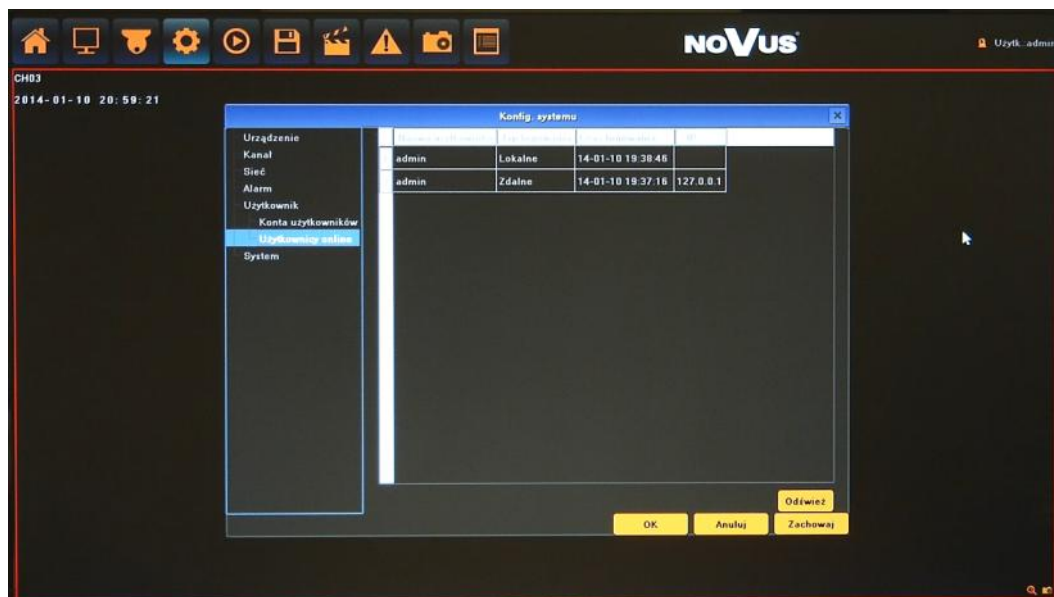 NOVUS
Użytk..admin
CH03
2014-01-10 20:59:21
Konfig. systemu
Urządzenie
Kanał
Sieć
Alarm
Użytkownik
Konta użytkowników
Użytkownicy online
System
admin Lokalne 14-01-10 19:38:46
admin Zdalne 14-01-10 19:37:16 127.0.0.1
Odśwież
OK Anuluj Zachowaj